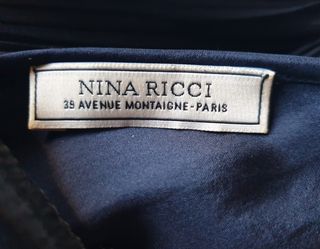 NINA RICCI
39 AVENUE MONTAIGNE-PARIS